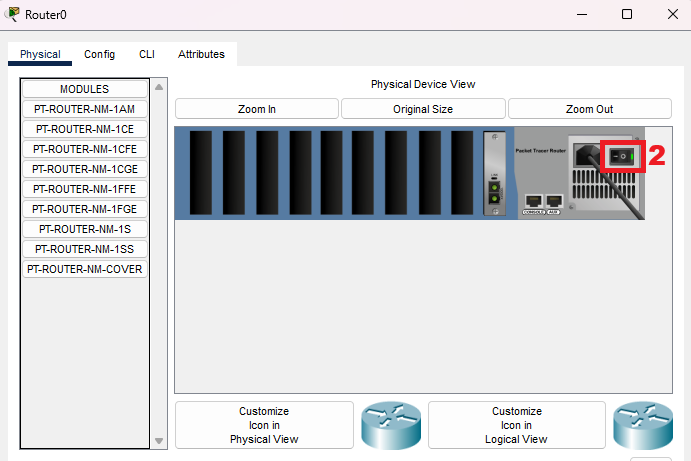 Router0
Physical
Config
CLI
Attributes
MODULES
PT-ROUTER-NM-1AM
PT-ROUTER-NM-1CE
PT-ROUTER-NM-1CFE
PT-ROUTER-NM-1CGE
PT-ROUTER-NM-1FFE
PT-ROUTER-NM-1FGE
PT-ROUTER-NM-1S
PT-ROUTER-NM-1SS
PT-ROUTER-NM-COVER
Physical Device View
Zoom In
Original Size
Zoom Out
Packet Tracer Router
CONSOLE
AUX
2
Customize
Icon in
Physical View
Customize
Icon in
Logical View